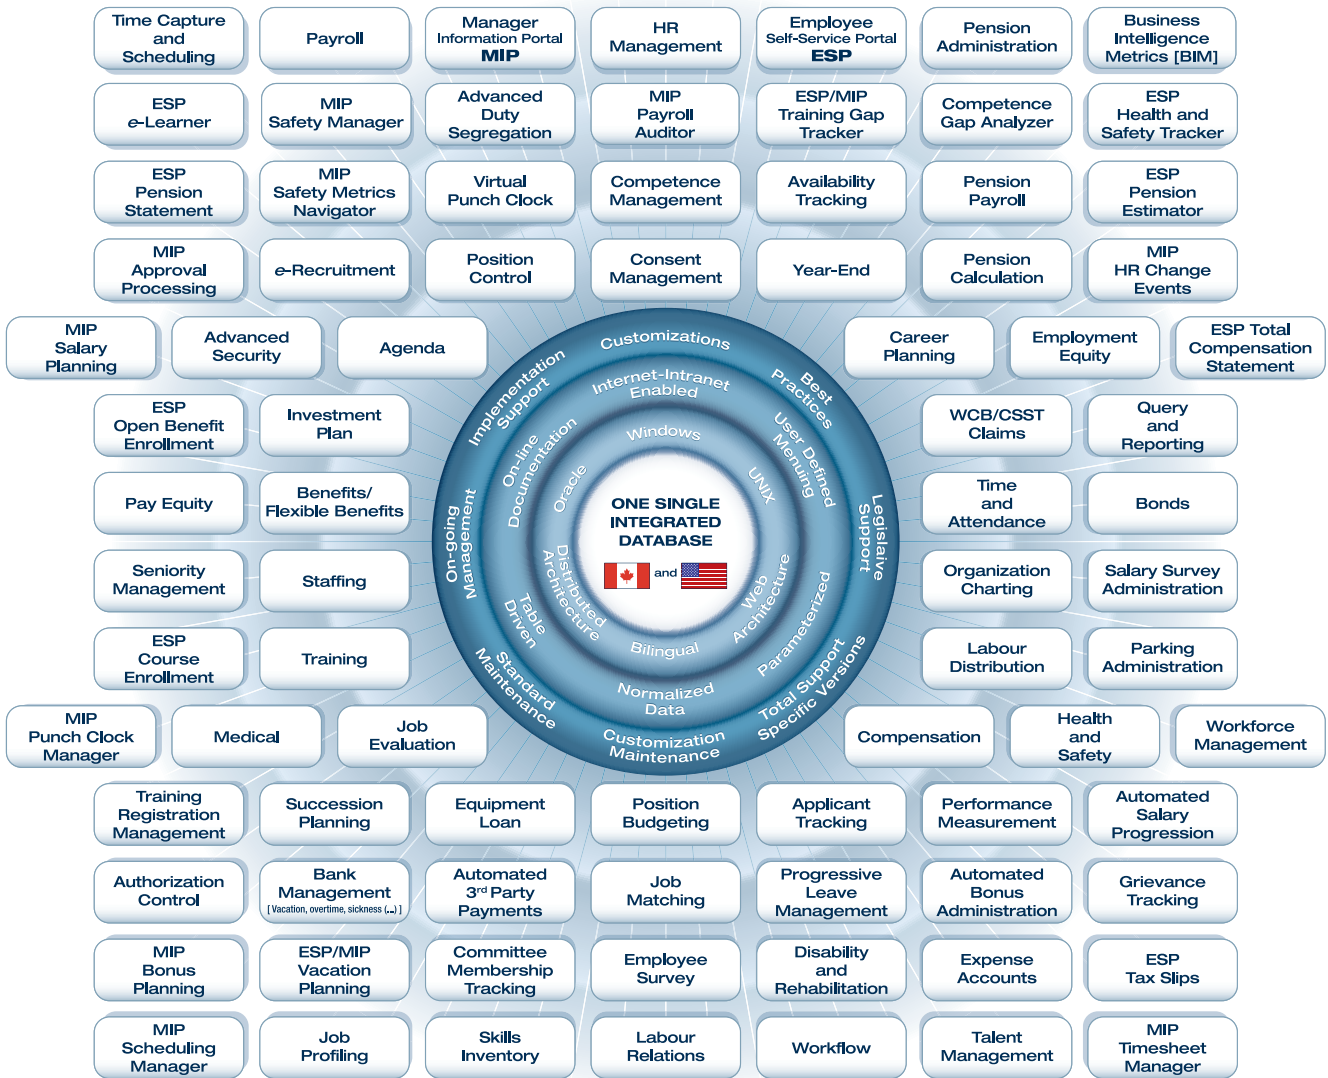 Time Capture
and
Scheduling
Payroll
Manager
Information Portal
MIP
HR
Management
Employee
Self-Service Portal
ESP
Pension
Administration
Business
Intelligence
Metrics [BIM]
ESP
e-Learner
MIP
Safety Manager
Advanced
Duty
Segregation
MIP
Payroll
Auditor
ESP/MIP
Training Gap
Tracker
Competence
Gap Analyzer
ESP
Health and
Safety Tracker
ESP
Pension
Statement
MIP
Safety Metrics
Navigator
Virtual
Punch Clock
Competence
Management
Availability
Tracking
Pension
Payroll
ESP
Pension
Estimator
MIP
Approval
Processing
e-Recruitment
Position
Control
Consent
Management
Year-End
Pension
Calculation
MIP
HR Change
Events
MIP
Salary
Planning
Advanced
Security
Agenda
Career
Planning
Employment
Equity
ESP Total
Compensation
Statement
ESP
Open Benefit
Enrollment
Investment
Plan
WCB/CSST
Claims
Query
and
Reporting
Pay Equity
Benefits/
Flexible Benefits
Time
and
Attendance
Bonds
Seniority
Management
Staffing
Organization
Charting
Salary Survey
Administration
ESP
Course
Enrollment
Training
Labour
Distribution
Parking
Administration
MIP
Punch Clock
Manager
Medical
Job
Evaluation
Compensation
Health
and
Safety
Workforce
Management
Customizations
Best
Practices
Legislaive
Support
Total Support
Specific Versions
Customization
Maintenance
Standard
Maintenance
On-going
Management
Implementation
Support
Internet-Intranet
Enabled
User Defined
Menuing
Parameterized
Normalized
Data
Table
Driven
On-line
Documentation
Windows
UNIX
Web
Architecture
Bilingual
Distributed
Architecture
Oracle
ONE SINGLE
INTEGRATED
DATABASE
and
Training
Registration
Management
Succession
Planning
Equipment
Loan
Position
Budgeting
Applicant
Tracking
Performance
Measurement
Automated
Salary
Progression
Authorization
Control
Bank
Management
[ Vacation, overtime, sickness (...) ]
Automated
3rd Party
Payments
Job
Matching
Progressive
Leave
Management
Automated
Bonus
Administration
Grievance
Tracking
MIP
Bonus
Planning
ESP/MIP
Vacation
Planning
Committee
Membership
Tracking
Employee
Survey
Disability
and
Rehabilitation
Expense
Accounts
ESP
Tax Slips
MIP
Scheduling
Manager
Job
Profiling
Skills
Inventory
Labour
Relations
Workflow
Talent
Management
MIP
Timesheet
Manager